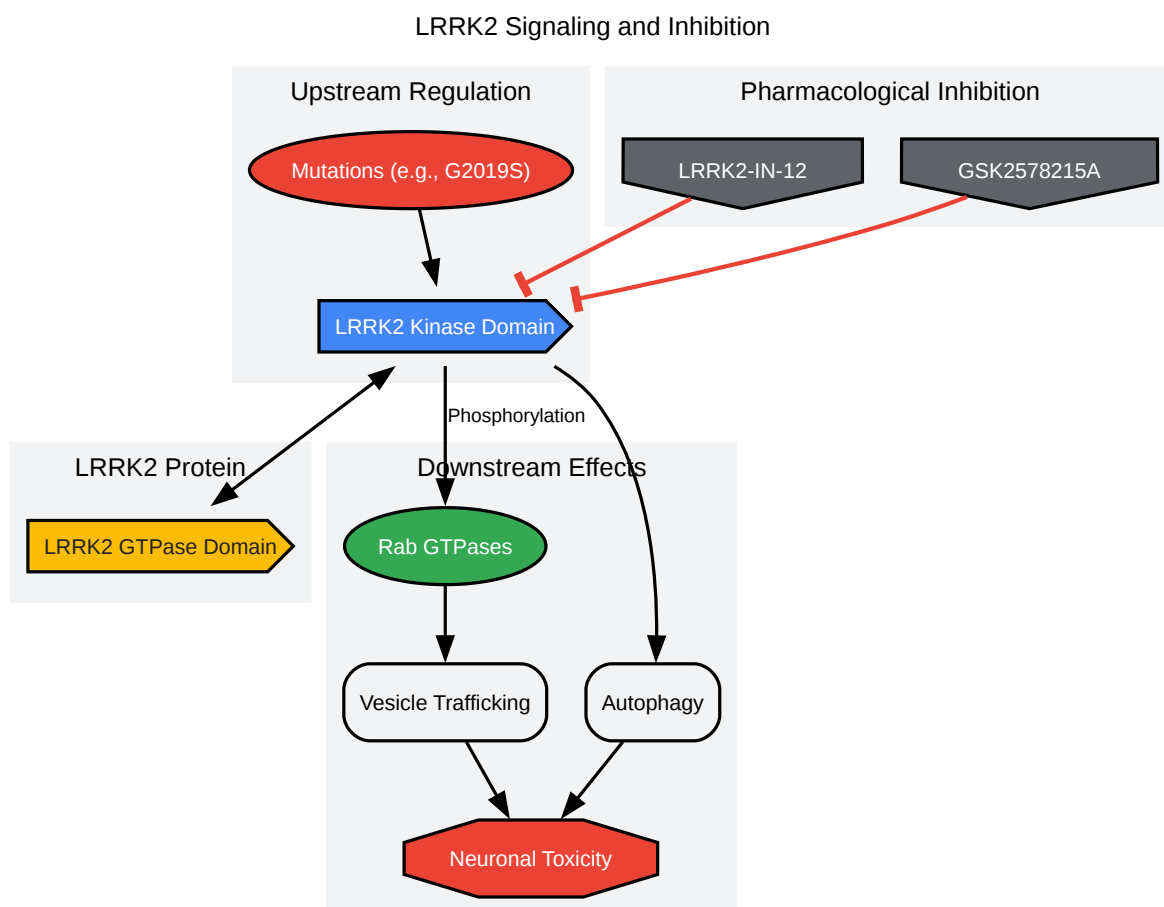 LRRK2 Signaling and Inhibition
Upstream Regulation
Pharmacological Inhibition
Mutations (e.g., G2019S)
LRRK2-IN-12
GSK2578215A
LRRK2 Kinase Domain
Phosphorylation
LRRK2 Protein
Downstream Effects
LRRK2 GTPase Domain
Rab GTPases
Vesicle Trafficking
Autophagy
Neuronal Toxicity